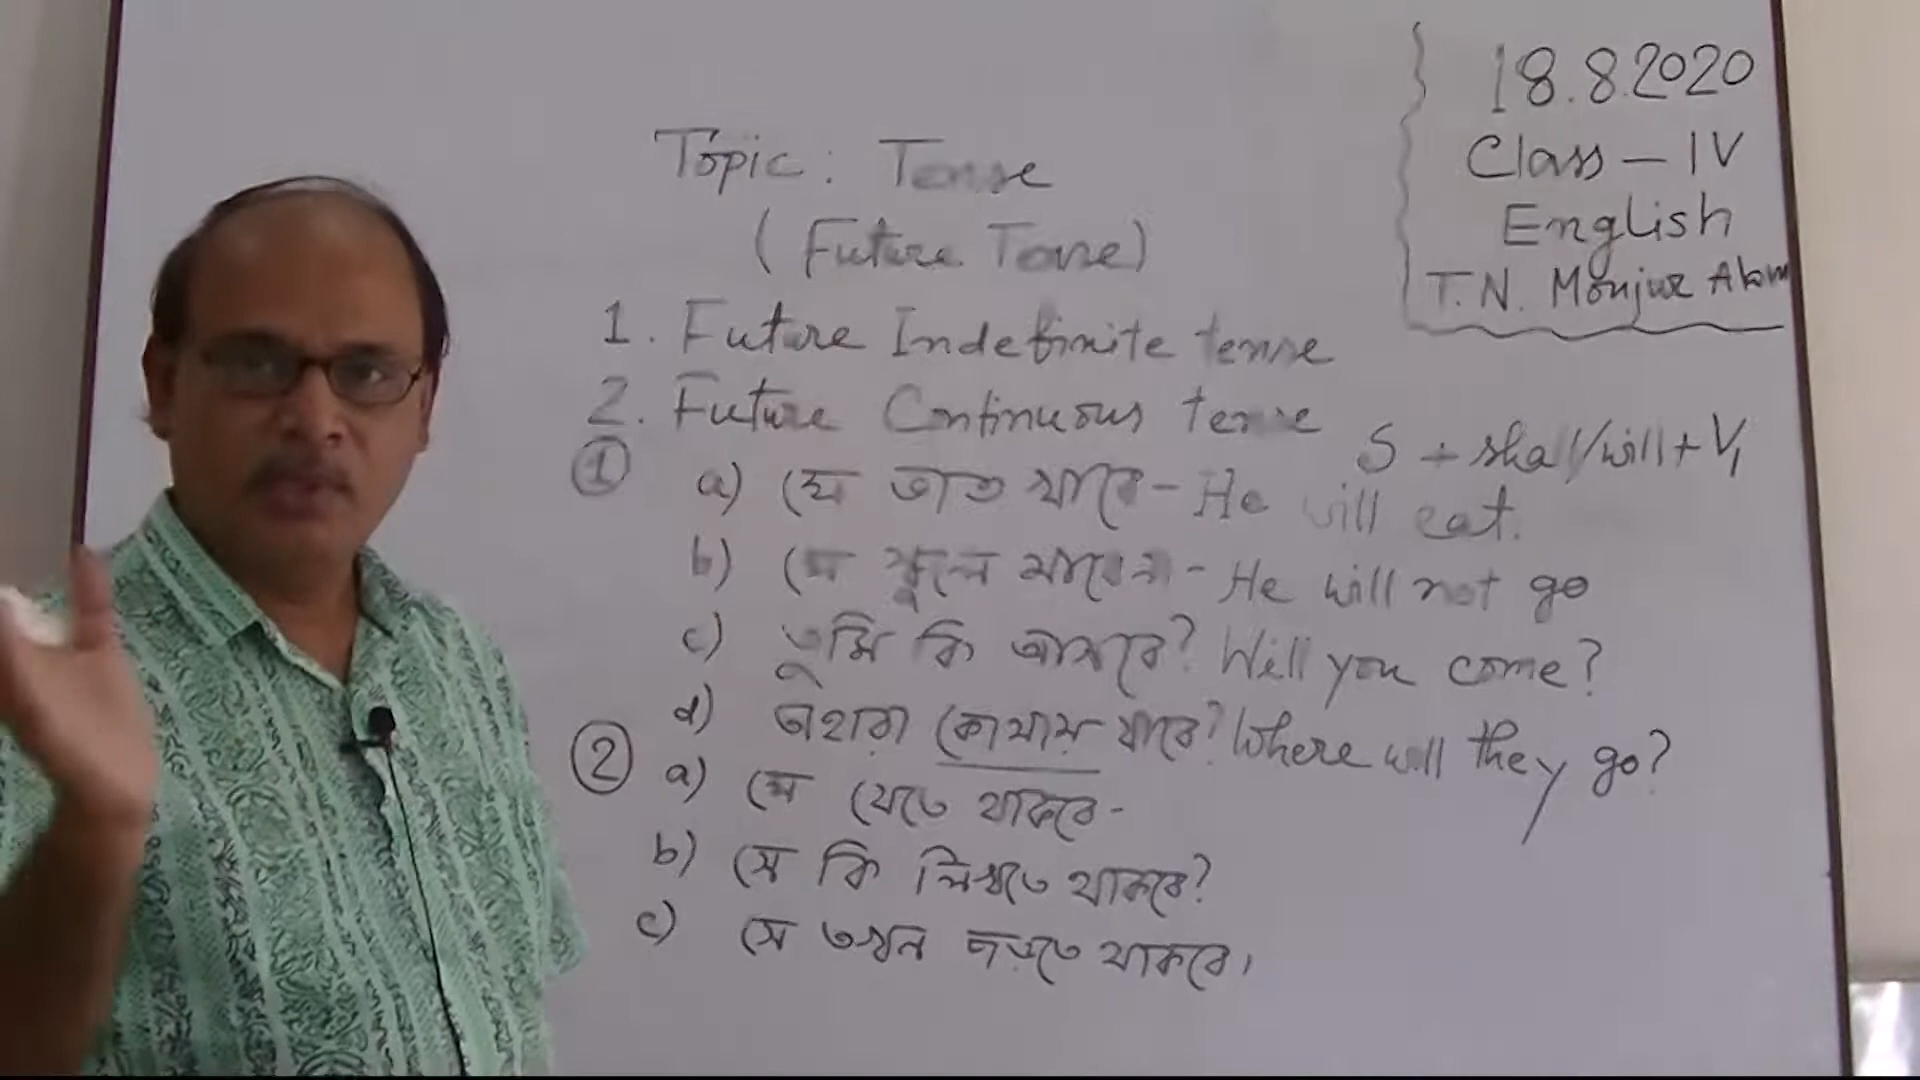 18.8.2020
Class - IV
English
T.N. Monjur Alam
Topic: Tense
(Future Tense)
1. Future Indefinite tense
2. Future Continuous tense
S + shall/will + V₁
① a) সে ভাত খাবে - He will eat.
b) সে স্কুলে যাবেনা - He will not go
c) তুমি কি আসবে? Will you come?
d) তাহারা কোথায় যাবে? Where will they go?
② a) সে খেতে থাকবে -
b) সে কি লিখতে থাকবে?
c) সে তখন পড়তে থাকবে।